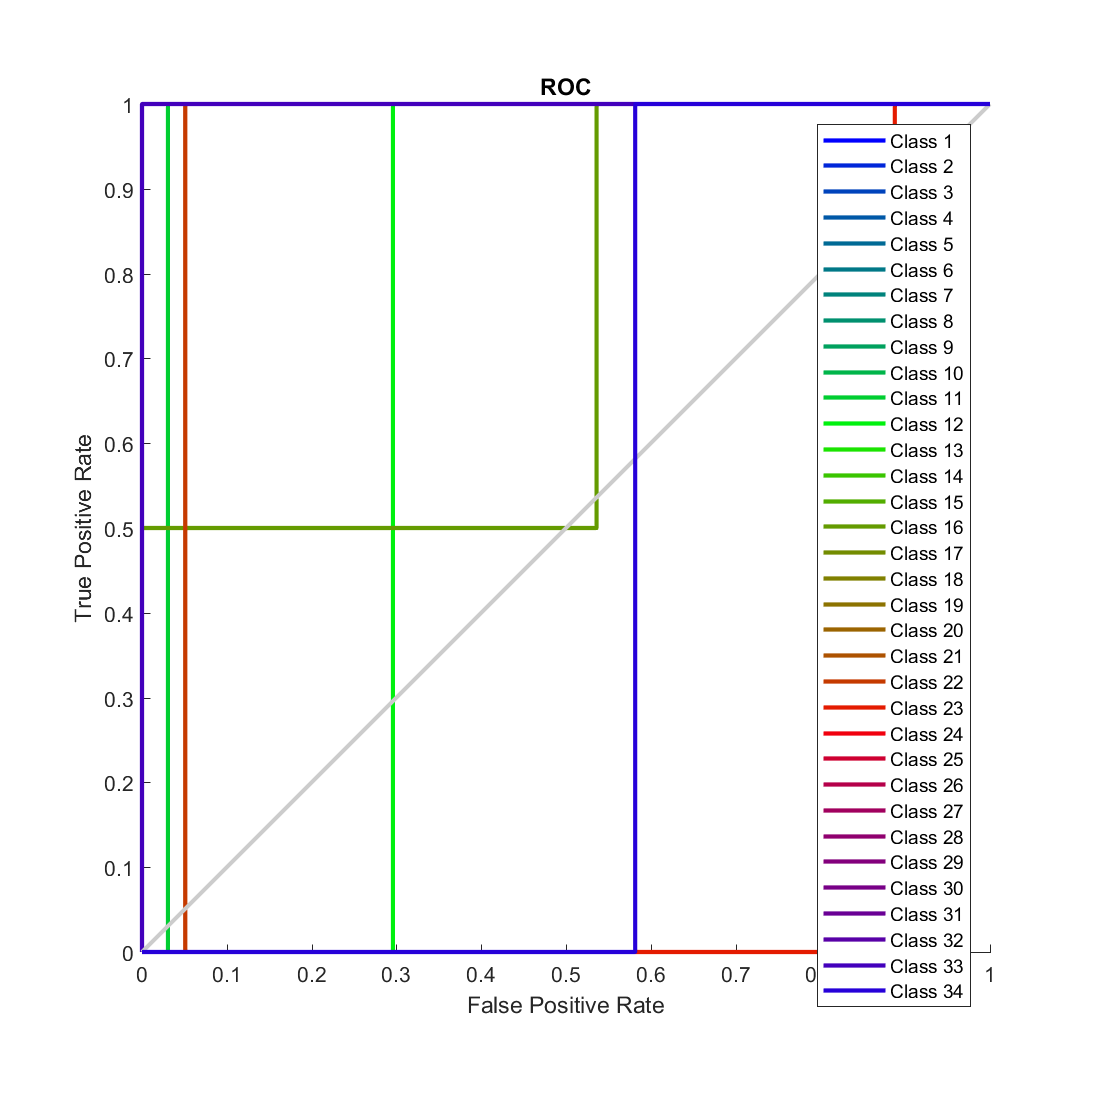 ROC
1
0.9
0.8
0.7
0.6
0.5
0.4
0.3
0.2
0.1
0
True Positive Rate
0 0.1 0.2 0.3 0.4 0.5 0.6 0.7 1
False Positive Rate
Class 1
Class 2
Class 3
Class 4
Class 5
Class 6
Class 7
Class 8
Class 9
Class 10
Class 11
Class 12
Class 13
Class 14
Class 15
Class 16
Class 17
Class 18
Class 19
Class 20
Class 21
Class 22
Class 23
Class 24
Class 25
Class 26
Class 27
Class 28
Class 29
Class 30
Class 31
Class 32
Class 33
Class 34